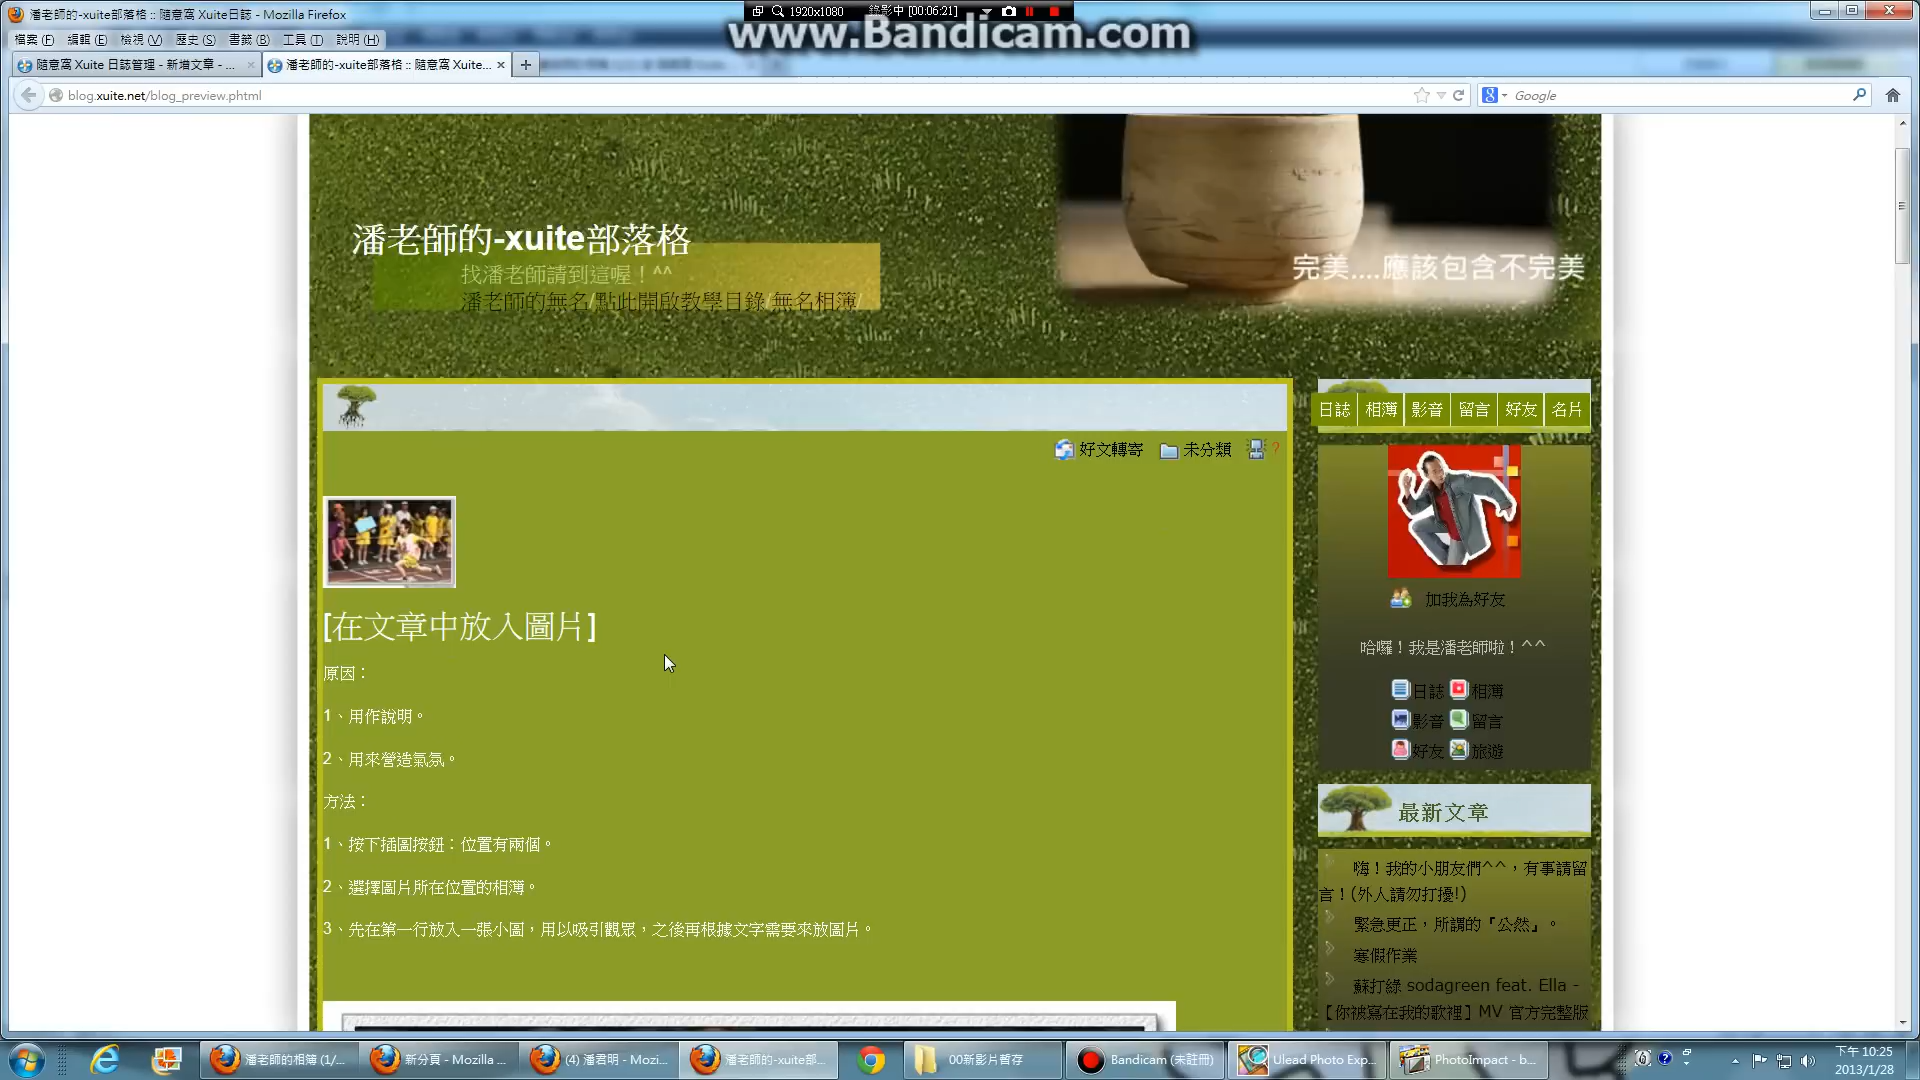 潘老師的-xuite部落格 :: 隨意窩 Xuite日誌 - Mozilla Firefox
1920x1080 錄影中 [00:06:21]
www.Bandicam.com
檔案 (F) 編輯 (E) 檢視 (V) 歷史 (S) 書籤 (B) 工具 (T) 說明 (H)
隨意窩 Xuite 日誌管理 - 新增文章 - ...
潘老師的-xuite部落格 :: 隨意窩 Xuite...
blog.xuite.net/blog_preview.phtml
Google
潘老師的-xuite部落格
找潘老師請到這喔！^^
潘老師的無名/點此開啟教學目錄/無名相簿/
完美....應該包含不完美
好文轉寄 未分類 ?
[在文章中放入圖片]
原因：
1、用作說明。
2、用來營造氣氛。
方法：
1、按下插圖按鈕：位置有兩個。
2、選擇圖片所在位置的相簿。
3、先在第一行放入一張小圖，用以吸引觀眾，之後再根據文字需要來放圖片。
日誌 相簿 影音 留言 好友 名片
加我為好友
哈囉！我是潘老師啦！^^
日誌 相簿
影音 留言
好友 旅遊
最新文章
嗨！我的小朋友們^^，有事請留
言！(外人請勿打擾!)
緊急更正，所謂的『公然』。
寒假作業
蘇打綠 sodagreen feat. Ella -
【你被寫在我的歌裡】MV 官方完整版
潘老師的相簿 (1/...
新分頁 - Mozilla ...
(4) 潘君明 - Mozi...
潘老師的-xuite部...
00新影片暫存
Bandicam (未註冊)
Ulead Photo Exp...
PhotoImpact - b...
下午 10:25
2013/1/28